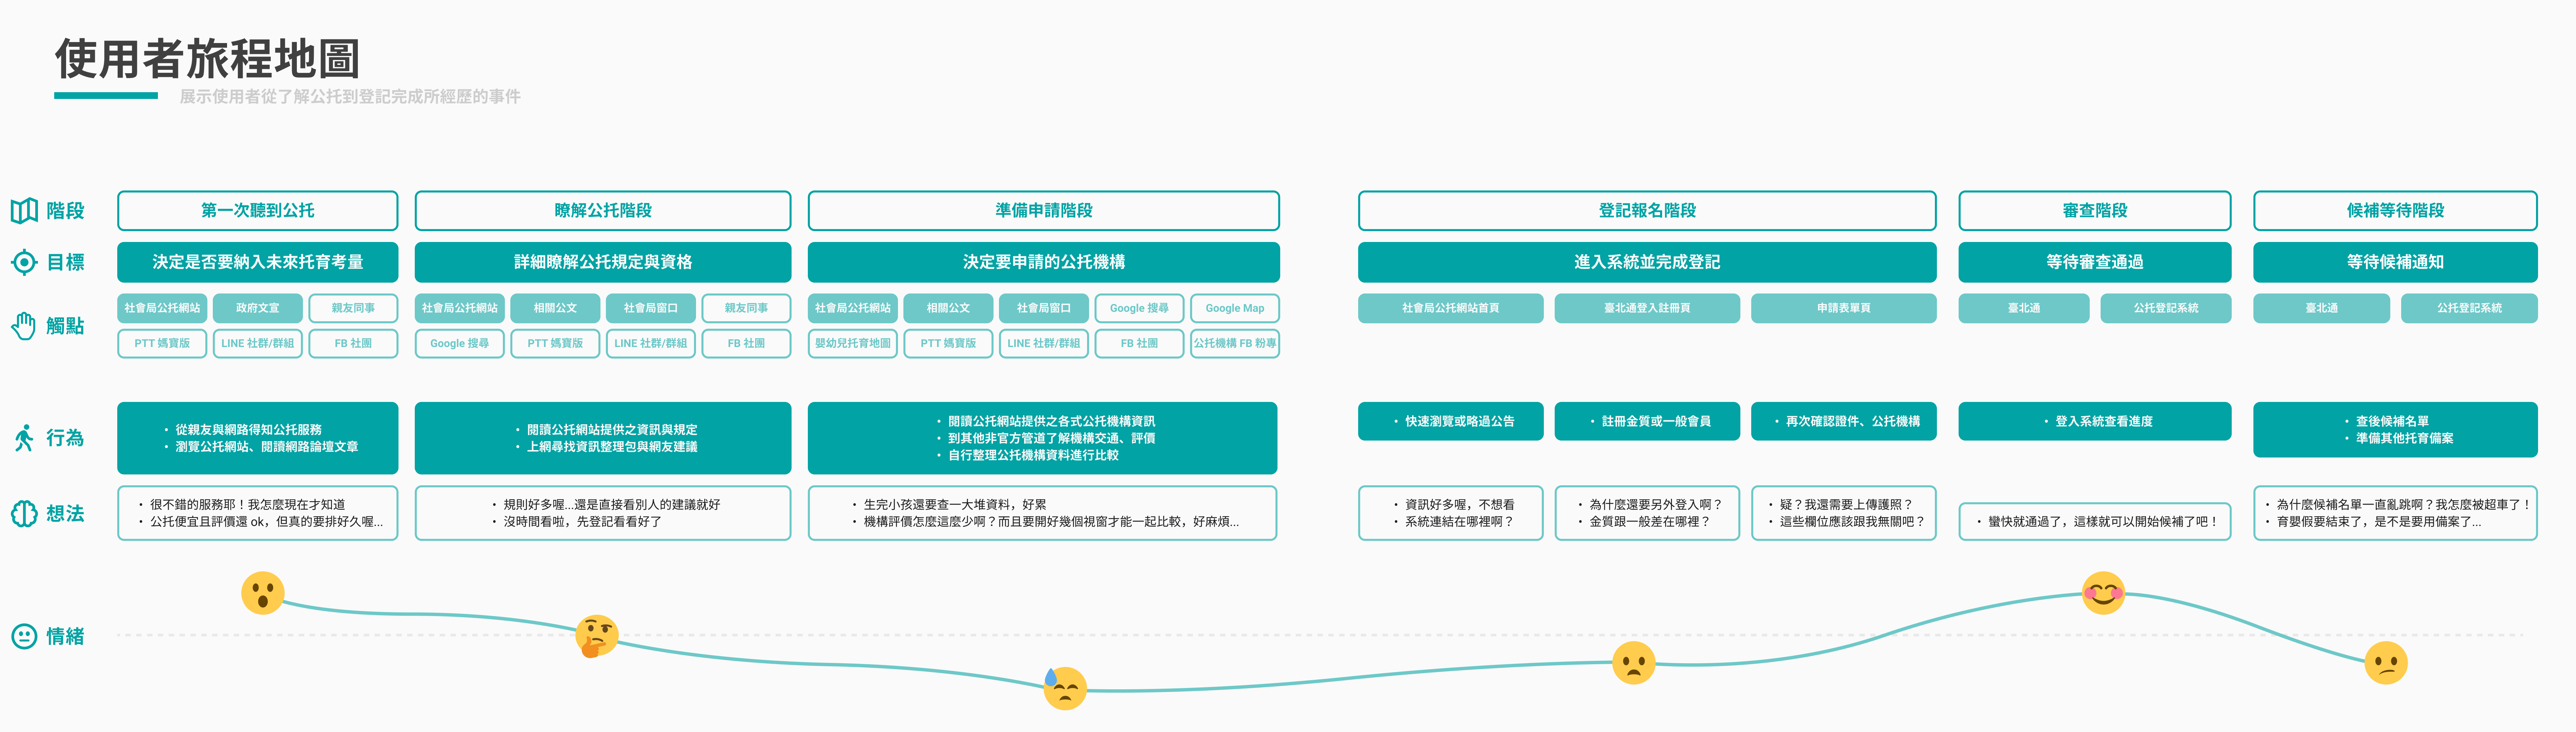 使用者旅程地圖
展示使用者從了解公托到登記完成所經歷的事件
階段
第一次聽到公托
瞭解公托階段
準備申請階段
登記報名階段
審查階段
候補等待階段
目標
決定是否要納入未來托育考量
詳細瞭解公托規定與資格
決定要申請的公托機構
進入系統並完成登記
等待審查通過
等待候補通知
觸點
社會局公托網站 政府文宣 親友同事
PTT 媽寶版 LINE 社群/群組 FB 社團
社會局公托網站 相關公文 社會局窗口 親友同事
Google 搜尋 PTT 媽寶版 LINE 社群/群組 FB 社團
社會局公托網站 相關公文 社會局窗口 Google 搜尋 Google Map
嬰幼兒托育地圖 PTT 媽寶版 LINE 社群/群組 FB 社團 公托機構 FB 粉專
社會局公托網站首頁 臺北通登入註冊頁 申請表單頁
臺北通 公托登記系統
臺北通 公托登記系統
行為
• 從親友與網路得知公托服務
• 瀏覽公托網站、閱讀網路論壇文章
• 閱讀公托網站提供之資訊與規定
• 上網尋找資訊整理包與網友建議
• 閱讀公托網站提供之各式公托機構資訊
• 到其他非官方管道了解機構交通、評價
• 自行整理公托機構資料進行比較
• 快速瀏覽或略過公告
• 註冊金質或一般會員
• 再次確認證件、公托機構
• 登入系統查看進度
• 查後候補名單
• 準備其他托育備案
想法
• 很不錯的服務耶！我怎麼現在才知道
• 公托便宜且評價還 ok，但真的要排好久喔...
• 規則好多喔...還是直接看別人的建議就好
• 沒時間看啦，先登記看看好了
• 生完小孩還要查一大堆資料，好累
• 機構評價怎麼這麼少啊？而且要開好幾個視窗才能一起比較，好麻煩...
• 資訊好多喔，不想看
• 系統連結在哪裡啊？
• 為什麼還要另外登入啊？
• 金質跟一般差在哪裡？
• 疑？我還需要上傳護照？
• 這些欄位應該跟我無關吧？
• 蠻快就通過了，這樣就可以開始候補了吧！
• 為什麼候補名單一直亂跳啊？我怎麼被超車了！
• 育嬰假要結束了，是不是要用備案了...
情緒